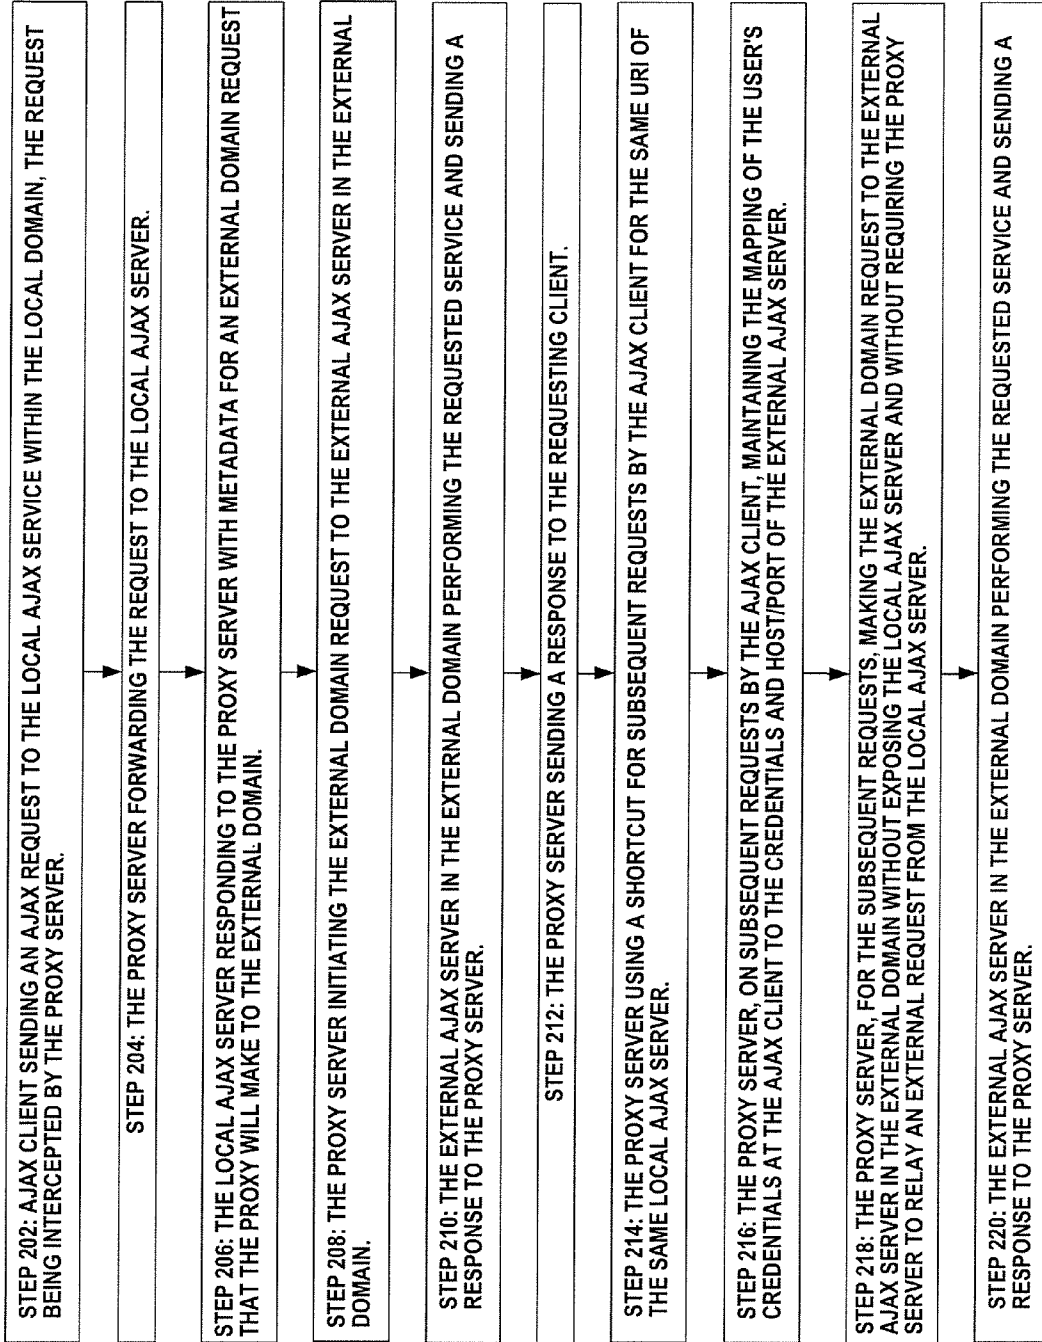 STEP 202: AJAX CLIENT SENDING AN AJAX REQUEST TO THE LOCAL AJAX SERVICE WITHIN THE LOCAL DOMAIN, THE REQUEST
BEING INTERCEPTED BY THE PROXY SERVER.
STEP 204: THE PROXY SERVER FORWARDING THE REQUEST TO THE LOCAL AJAX SERVER.
STEP 206: THE LOCAL AJAX SERVER RESPONDING TO THE PROXY SERVER WITH METADATA FOR AN EXTERNAL DOMAIN REQUEST
THAT THE PROXY WILL MAKE TO THE EXTERNAL DOMAIN.
STEP 208: THE PROXY SERVER INITIATING THE EXTERNAL DOMAIN REQUEST TO THE EXTERNAL AJAX SERVER IN THE EXTERNAL
DOMAIN.
STEP 210: THE EXTERNAL AJAX SERVER IN THE EXTERNAL DOMAIN PERFORMING THE REQUESTED SERVICE AND SENDING A
RESPONSE TO THE PROXY SERVER.
STEP 212: THE PROXY SERVER SENDING A RESPONSE TO THE REQUESTING CLIENT.
STEP 214: THE PROXY SERVER USING A SHORTCUT FOR SUBSEQUENT REQUESTS BY THE AJAX CLIENT FOR THE SAME URI OF
THE SAME LOCAL AJAX SERVER.
STEP 216: THE PROXY SERVER, ON SUBSEQUENT REQUESTS BY THE AJAX CLIENT, MAINTAINING THE MAPPING OF THE USER'S
CREDENTIALS AT THE AJAX CLIENT TO THE CREDENTIALS AND HOST/PORT OF THE EXTERNAL AJAX SERVER.
STEP 218: THE PROXY SERVER, FOR THE SUBSEQUENT REQUESTS, MAKING THE EXTERNAL DOMAIN REQUEST TO THE EXTERNAL
AJAX SERVER IN THE EXTERNAL DOMAIN WITHOUT EXPOSING THE LOCAL AJAX SERVER AND WITHOUT REQUIRING THE PROXY
SERVER TO RELAY AN EXTERNAL REQUEST FROM THE LOCAL AJAX SERVER.
STEP 220: THE EXTERNAL AJAX SERVER IN THE EXTERNAL DOMAIN PERFORMING THE REQUESTED SERVICE AND SENDING A
RESPONSE TO THE PROXY SERVER.